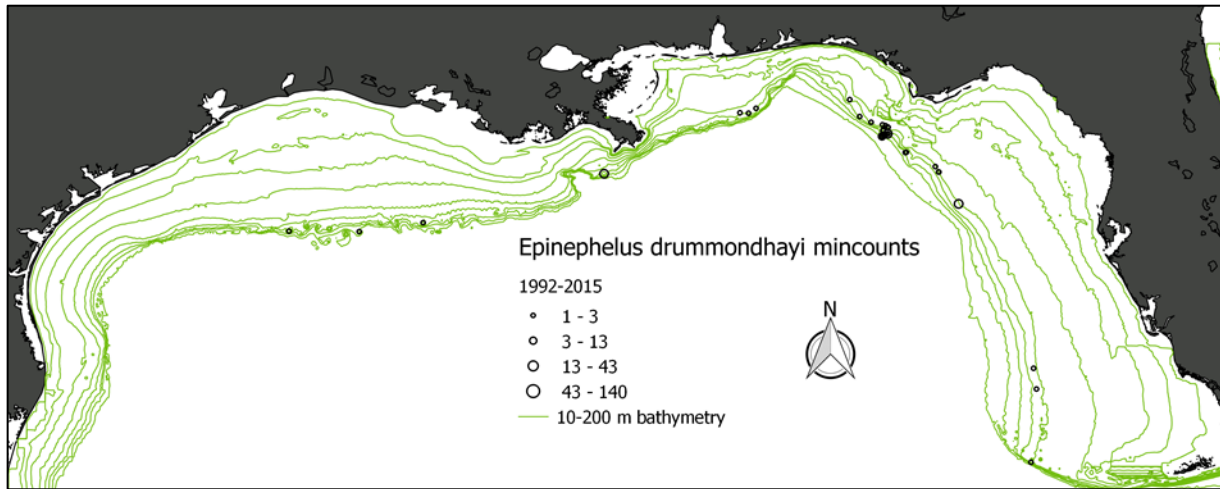 Epinephelus drummondhayi mincounts
1992-2015
N
1 - 3
3 - 13
13 - 43
43 - 140
10-200 m bathymetry